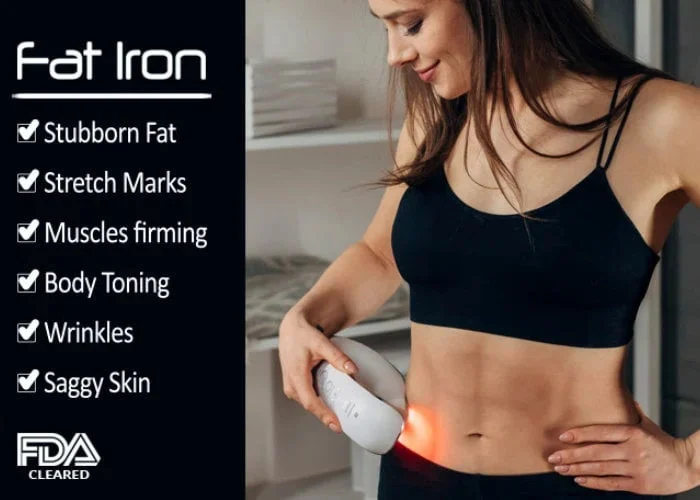 Fat Iron
Stubborn Fat
Stretch Marks
Muscles firming
Body Toning
Wrinkles
Saggy Skin
FDA
CLEARED